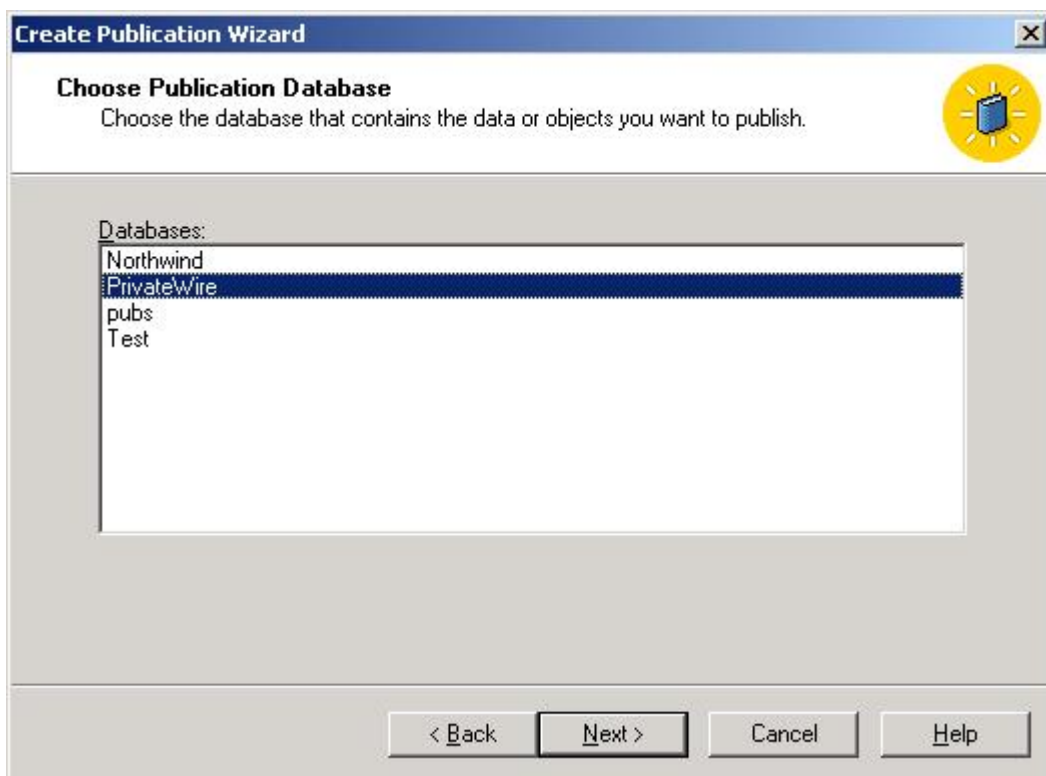 Create Publication Wizard
Choose Publication Database
Choose the database that contains the data or objects you want to publish.
Databases:
Northwind
PrivateWire
pubs
Test
< Back Next > Cancel Help